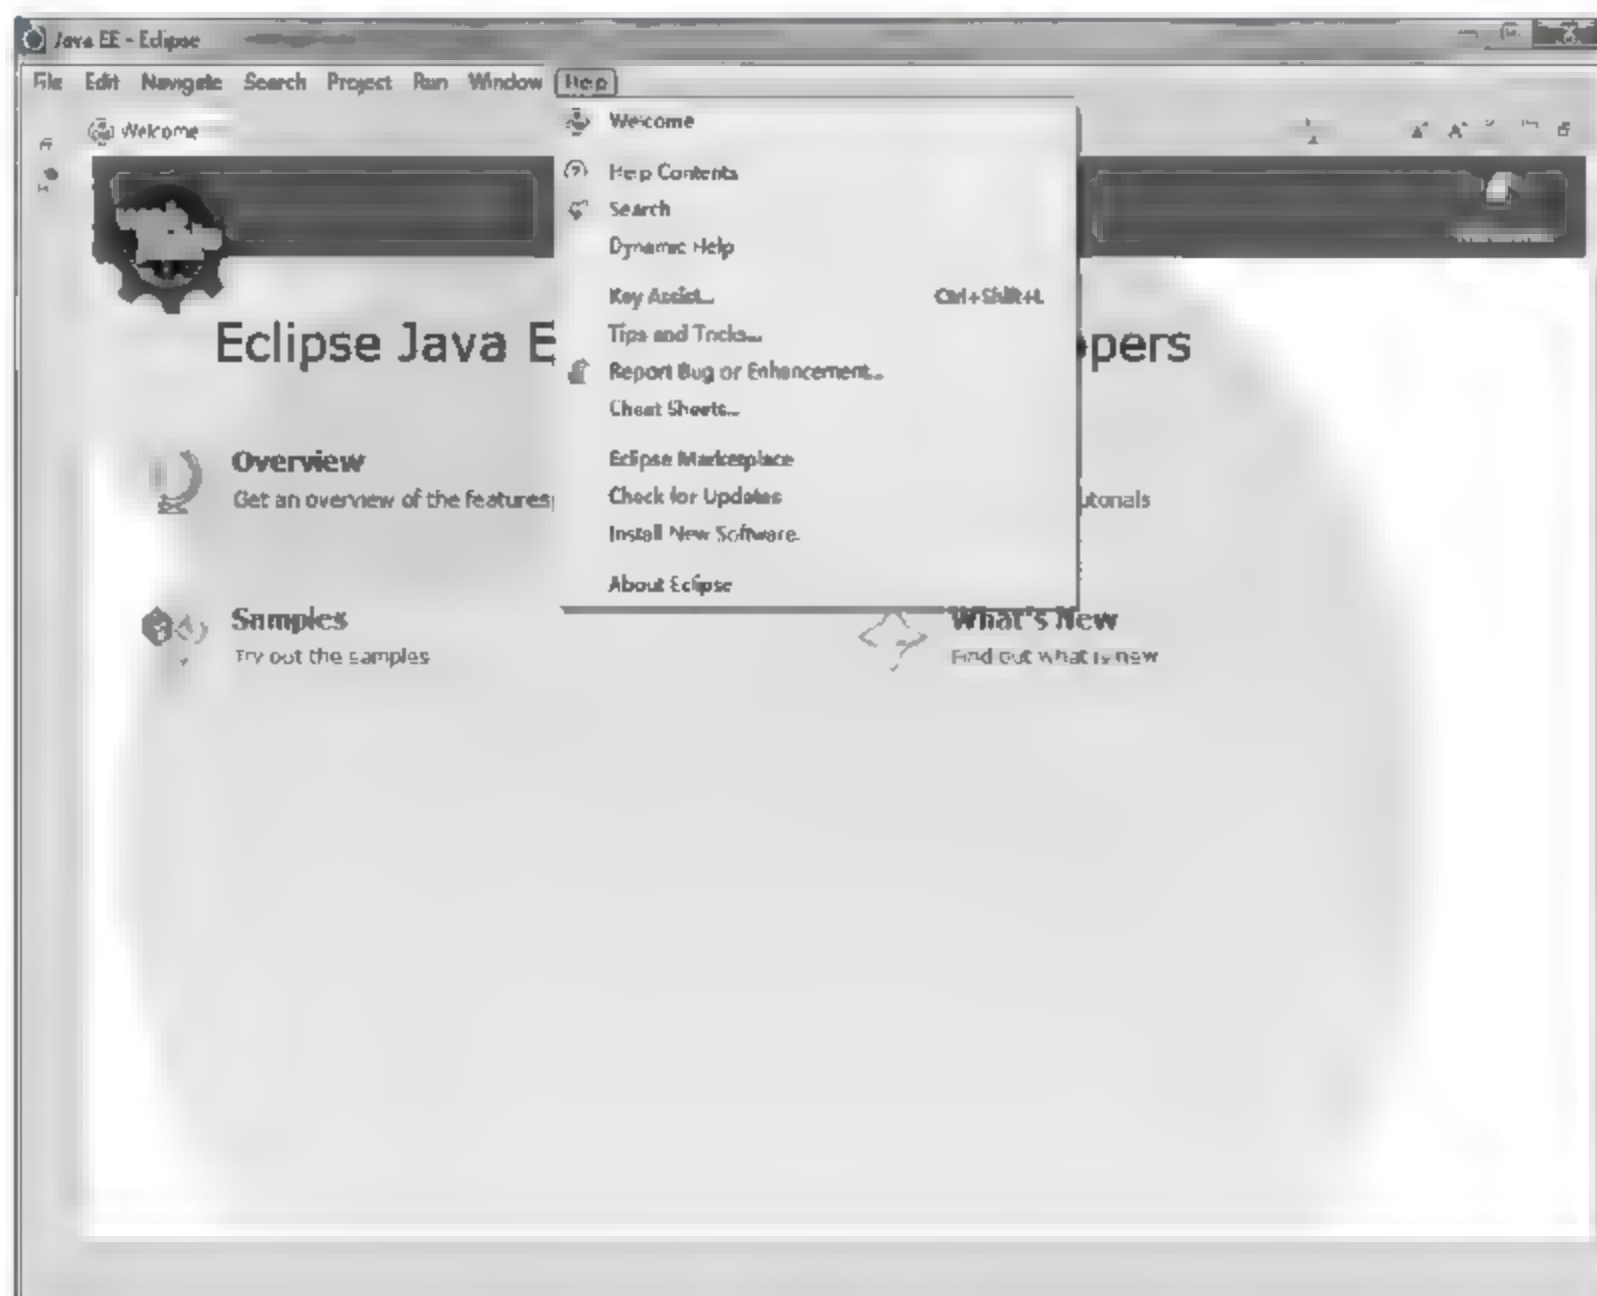 Java EE - Eclipse
File Edit Navigate Search Project Run Window Help
Welcome
Welcome
Help Contents
Search
Dynamic Help
Key Assist... Ctrl+Shift+L
Tips and Tricks...
Report Bug or Enhancement...
Cheat Sheets...
Eclipse Marketplace
Check for Updates
Install New Software.
About Eclipse
Eclipse Java E pers
Overview
Get an overview of the features
utorials
Samples
Try out the samples
What's New
Find out what is new